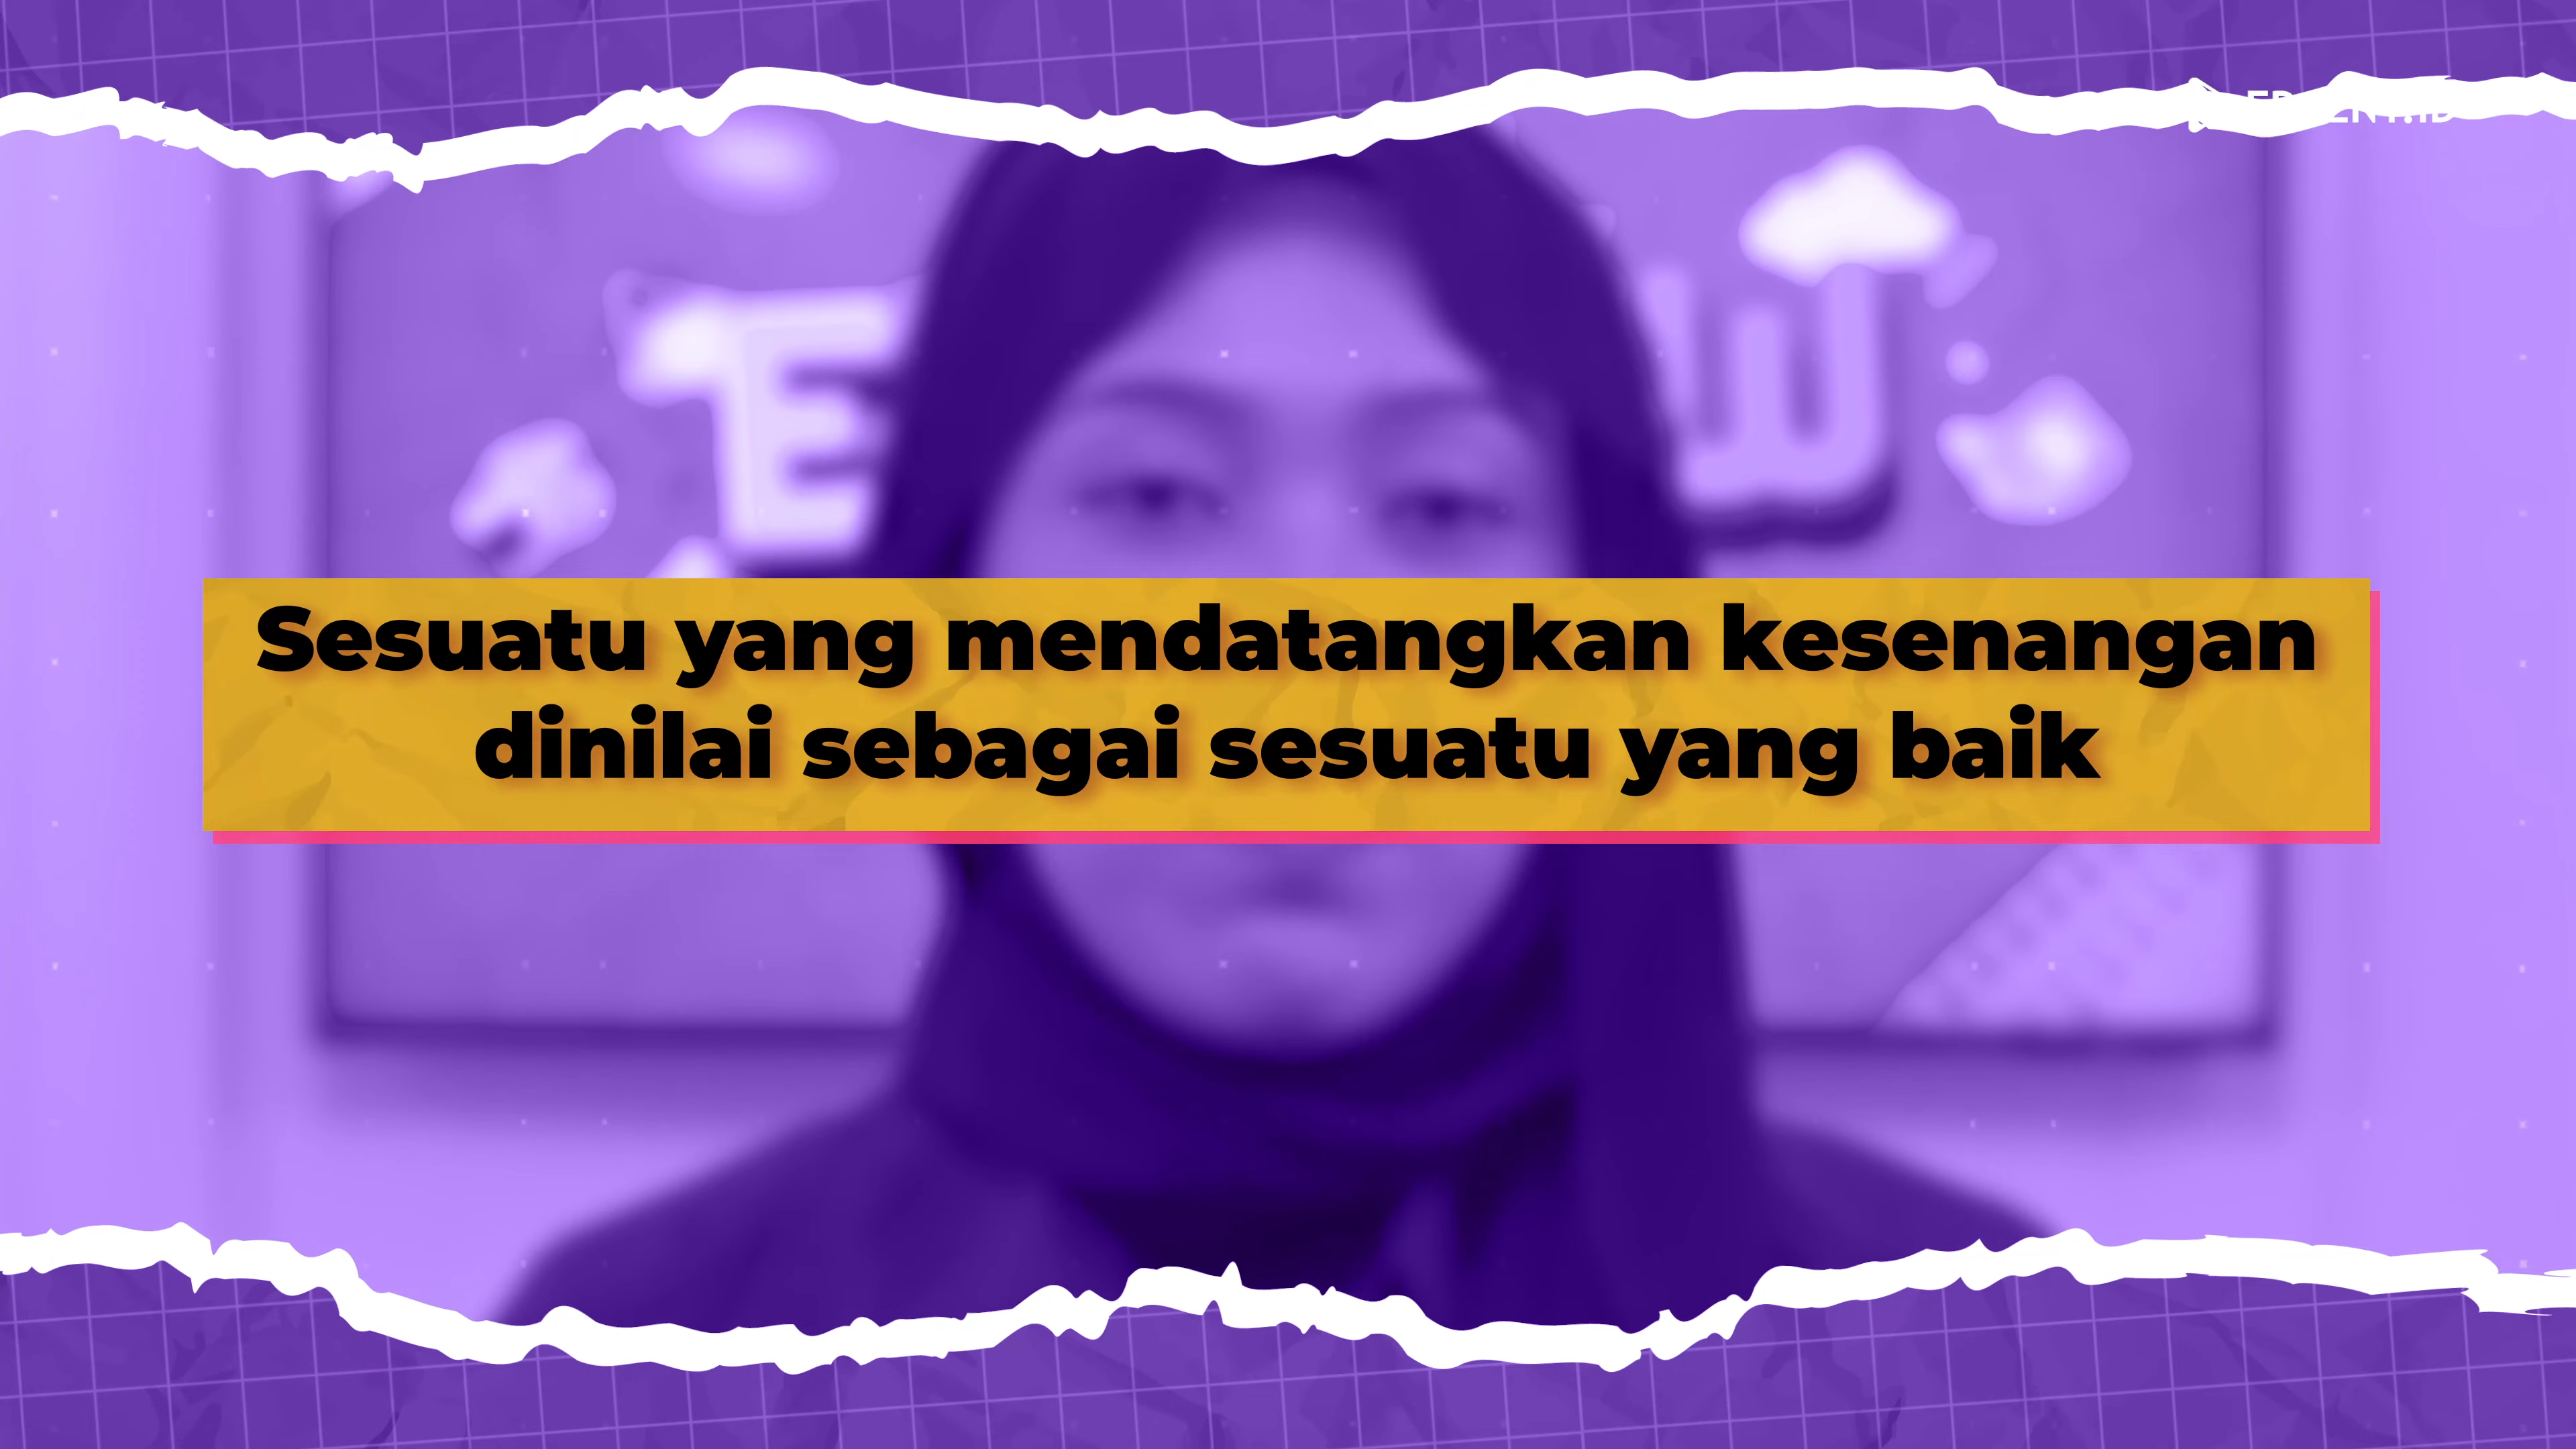 Sesuatu yang mendatangkan kesenangan
dinilai sebagai sesuatu yang baik